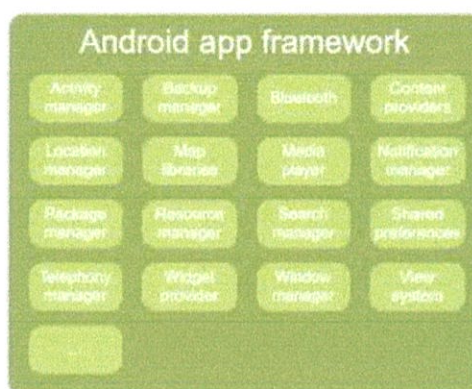 Android app framework
Activity
manager
Backup
manager
Bluetooth
Content
providers
Location
manager
Map
libraries
Media
player
Notification
manager
Package
manager
Resource
manager
Search
manager
Shared
preferences
Telephony
manager
Widget
provider
Window
manager
View
system
...